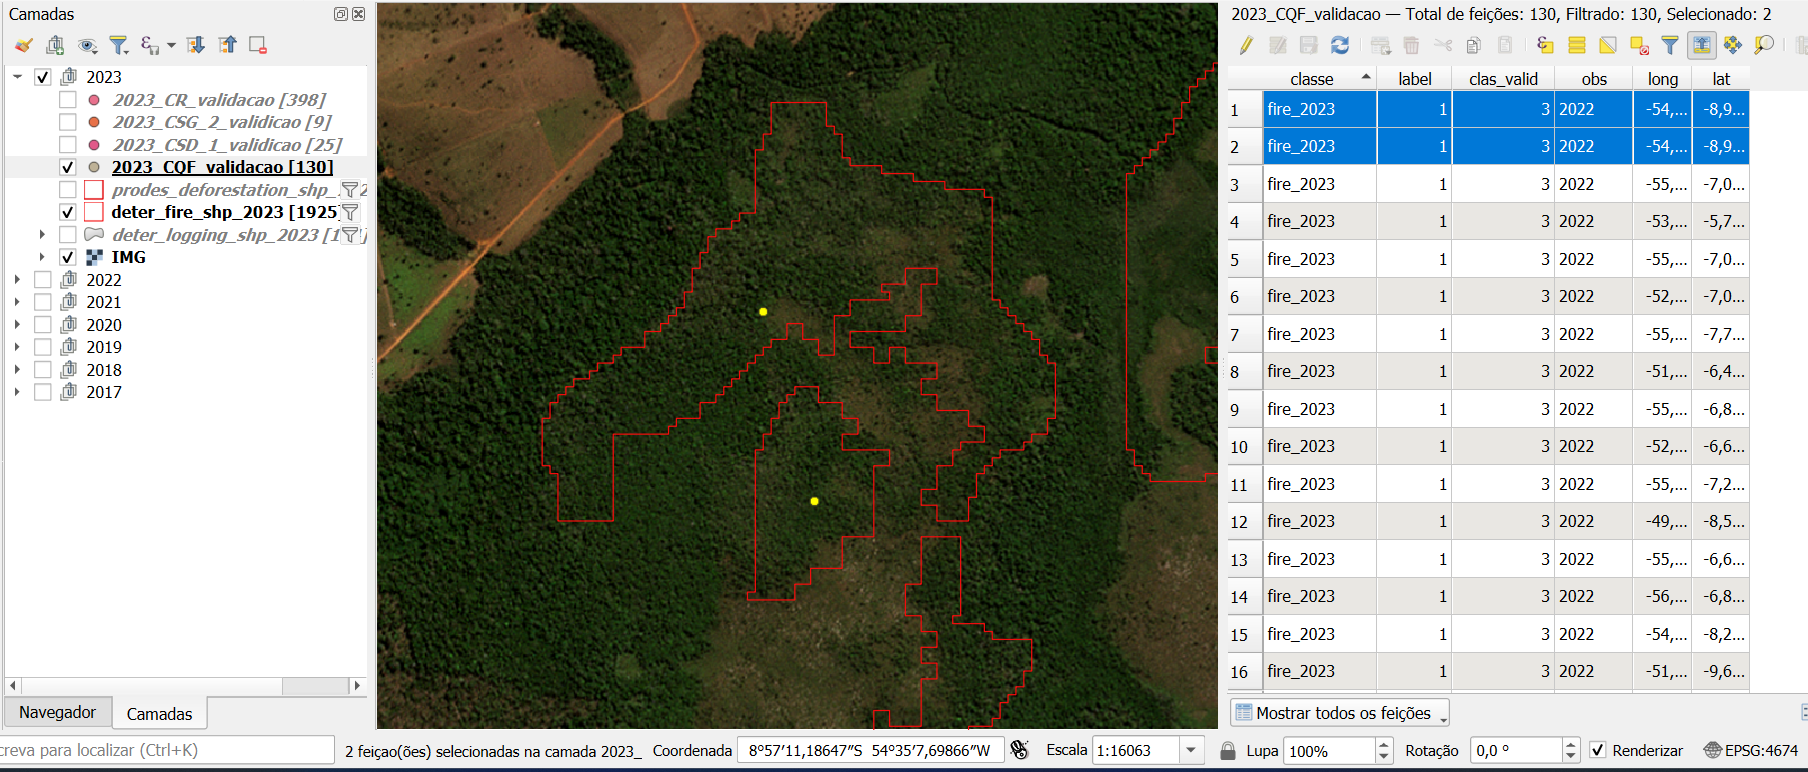 Camadas
2023
2023_CR_validacao [398]
2023_CSG_2_validicao [9]
2023_CSD_1_validicao [25]
2023_CQF_validacao [130]
prodes_deforestation_shp_
deter_fire_shp_2023 [1925]
deter_logging_shp_2023 [1
IMG
2022
2021
2020
2019
2018
2017
Navegador
Camadas
2023_CQF_validacao — Total de feições: 130, Filtrado: 130, Selecionado: 2
classe label clas_valid obs long lat
1 fire_2023 1 3 2022 -54,... -8,9...
2 fire_2023 1 3 2022 -54,... -8,9...
3 fire_2023 1 3 2022 -55,... -7,0...
4 fire_2023 1 3 2022 -53,... -5,7...
5 fire_2023 1 3 2022 -55,... -7,0...
6 fire_2023 1 3 2022 -52,... -7,0...
7 fire_2023 1 3 2022 -55,... -7,7...
8 fire_2023 1 3 2022 -51,... -6,4...
9 fire_2023 1 3 2022 -55,... -6,8...
10 fire_2023 1 3 2022 -52,... -6,6...
11 fire_2023 1 3 2022 -55,... -7,2...
12 fire_2023 1 3 2022 -49,... -8,5...
13 fire_2023 1 3 2022 -55,... -6,6...
14 fire_2023 1 3 2022 -56,... -6,8...
15 fire_2023 1 3 2022 -54,... -8,2...
16 fire_2023 1 3 2022 -51,... -9,6...
Mostrar todos os feições
creva para localizar (Ctrl+K) 2 feiçao(ões) selecionadas na camada 2023_ Coordenada 8°57'11,18647"S 54°35'7,69866"W Escala 1:16063 Lupa 100% Rotação 0,0 ° Renderizar EPSG:4674